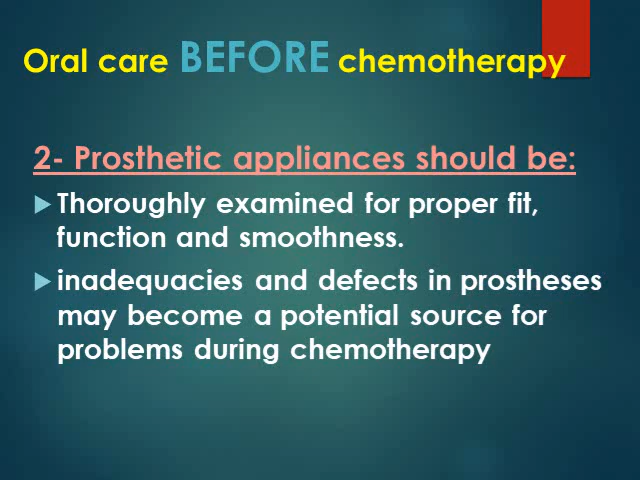 Oral care BEFORE chemotherapy
2- Prosthetic appliances should be:
Thoroughly examined for proper fit,
function and smoothness.
inadequacies and defects in prostheses
may become a potential source for
problems during chemotherapy